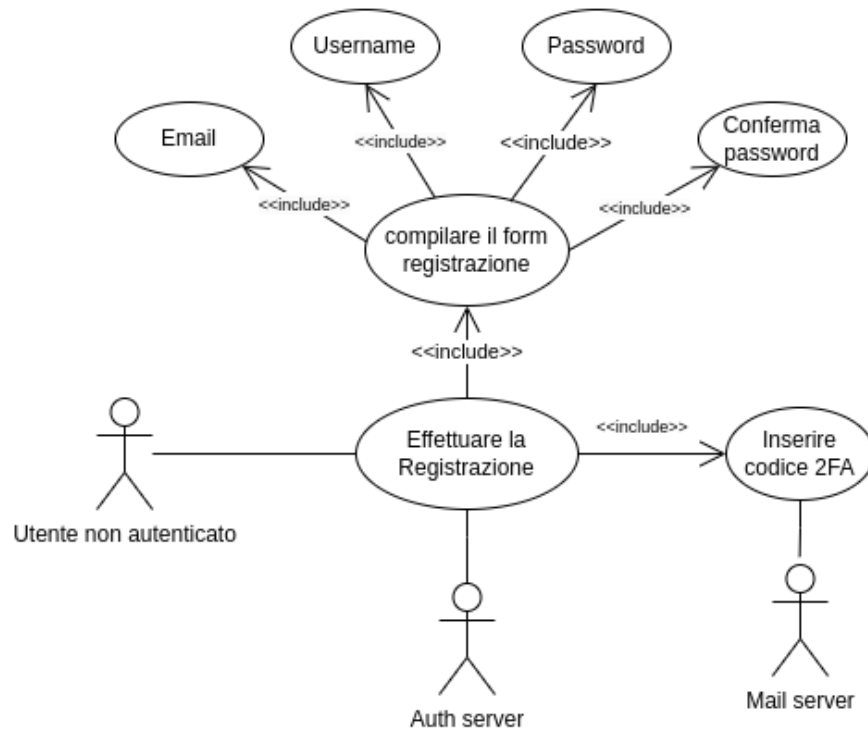 Username
Password
Email
Conferma
password
<<include>>
<<include>>
<<include>>
<<include>>
compilare il form
registrazione
<<include>>
Effettuare la
Registrazione
<<include>>
Inserire
codice 2FA
Utente non autenticato
Auth server
Mail server